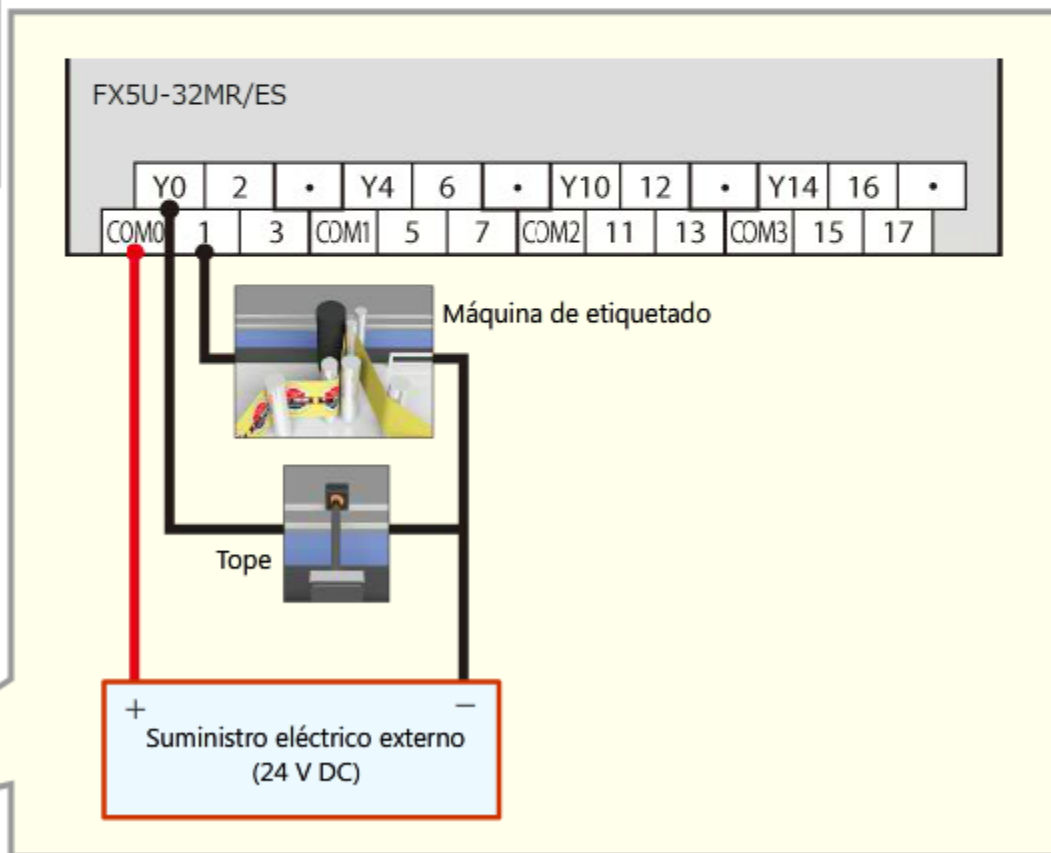 FX5U-32MR/ES
Y0 2 • Y4 6 • Y10 12 • Y14 16 •
COM0 1 3 COM1 5 7 COM2 11 13 COM3 15 17
Máquina de etiquetado
Tope
+ −
Suministro eléctrico externo
(24 V DC)